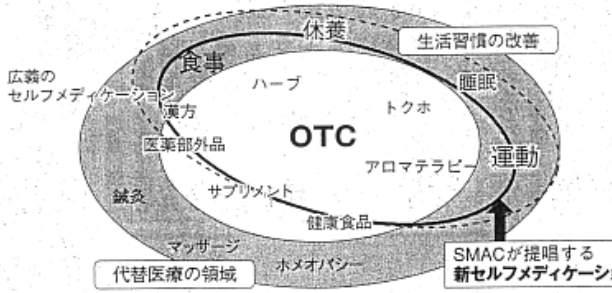 休養
生活習慣の改善
食事
広義の
セルフメディケーション
ハーブ
睡眠
漢方
トクホ
OTC
医薬部外品
アロマテラピー
運動
サプリメント
鍼灸
健康食品
マッサージ
ホメオパシー
代替医療の領域
SMACが提唱する
新セルフメディケーシ